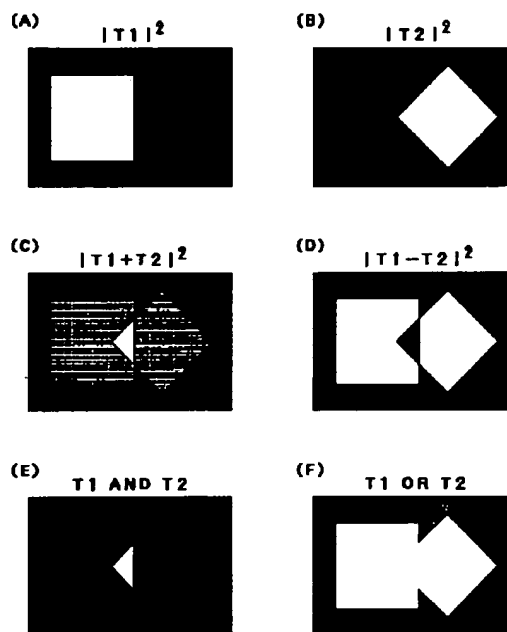 (A) |T1|²
(B) |T2|²
(C) |T1+T2|²
(D) |T1-T2|²
(E) T1 AND T2
(F) T1 OR T2